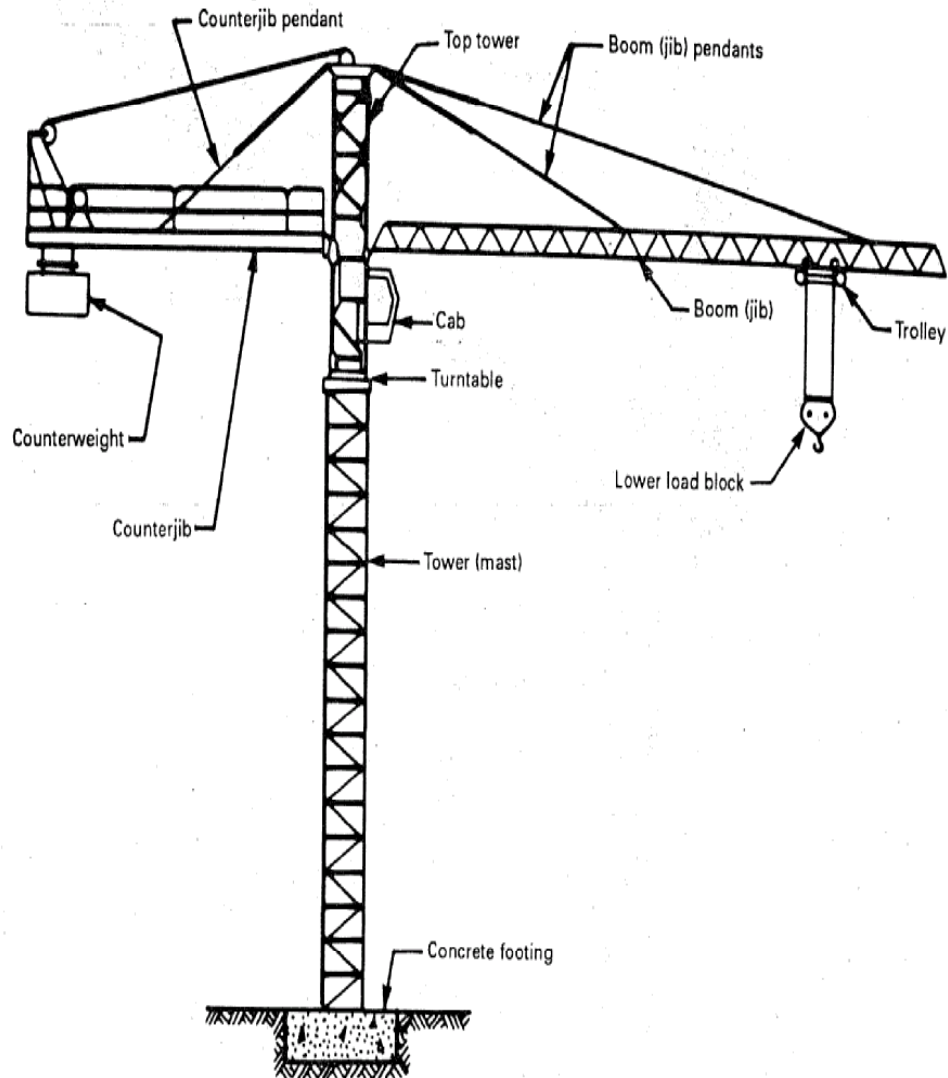 Counterjib pendant
Top tower
Boom (jib) pendants
Boom (jib)
Trolley
Cab
Turntable
Counterweight
Lower load block
Counterjib
Tower (mast)
Concrete footing